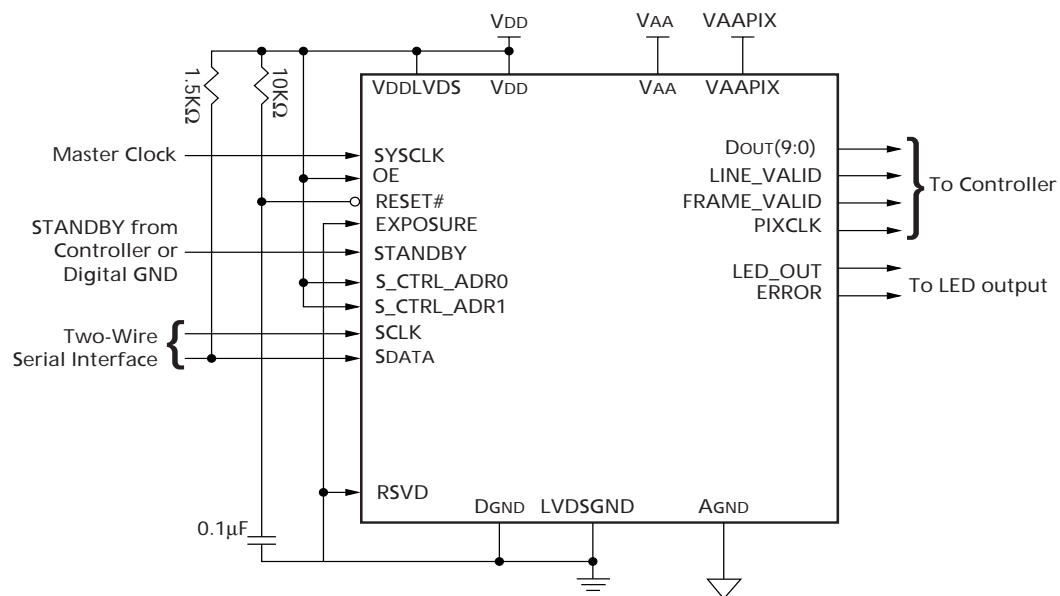 VDD
VAA
VAAPIX
1.5KΩ
10KΩ
VDDLVDS
VDD
VAA
VAAPIX
Master Clock
SYSCLK
OE
RESET#
EXPOSURE
STANDBY from
Controller or
Digital GND
STANDBY
S_CTRL_ADR0
S_CTRL_ADR1
Two-Wire
Serial Interface
SCLK
SDATA
RSVD
DOUT(9:0)
LINE_VALID
FRAME_VALID
PIXCLK
To Controller
LED_OUT
ERROR
To LED output
DGND
LVDSGND
AGND
0.1µF